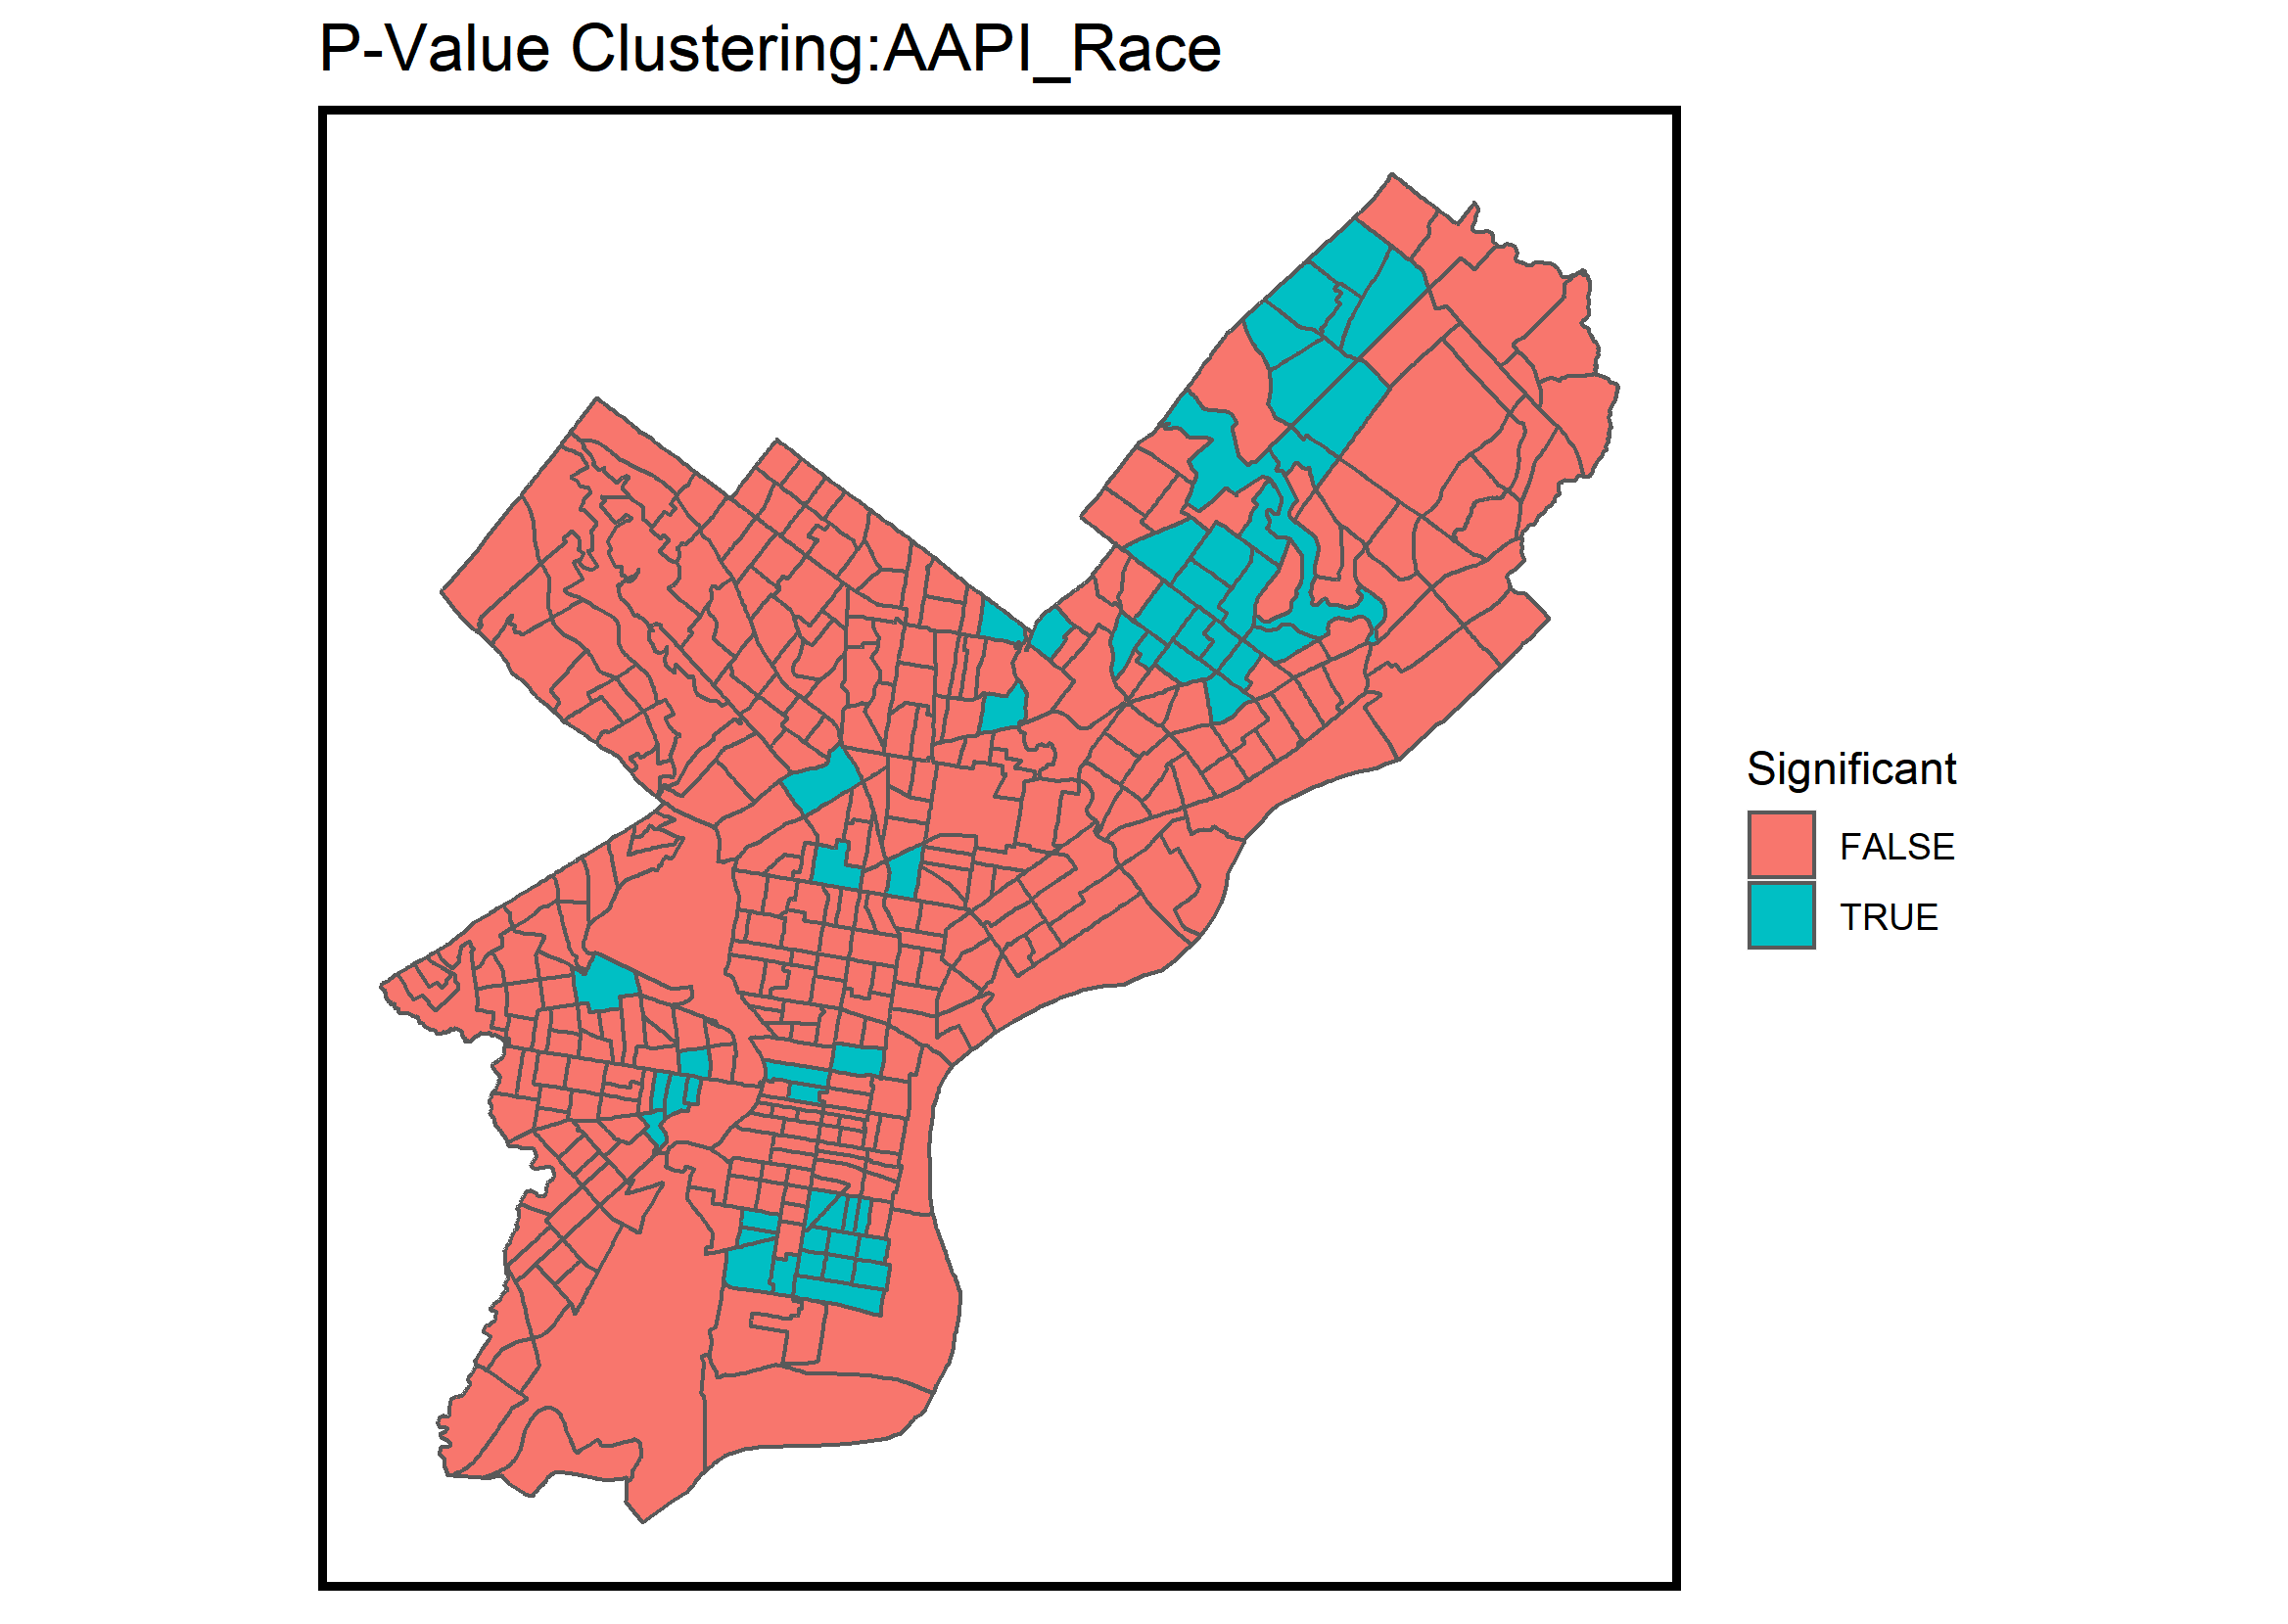 P-Value Clustering:AAPI_Race
Significant
FALSE
TRUE